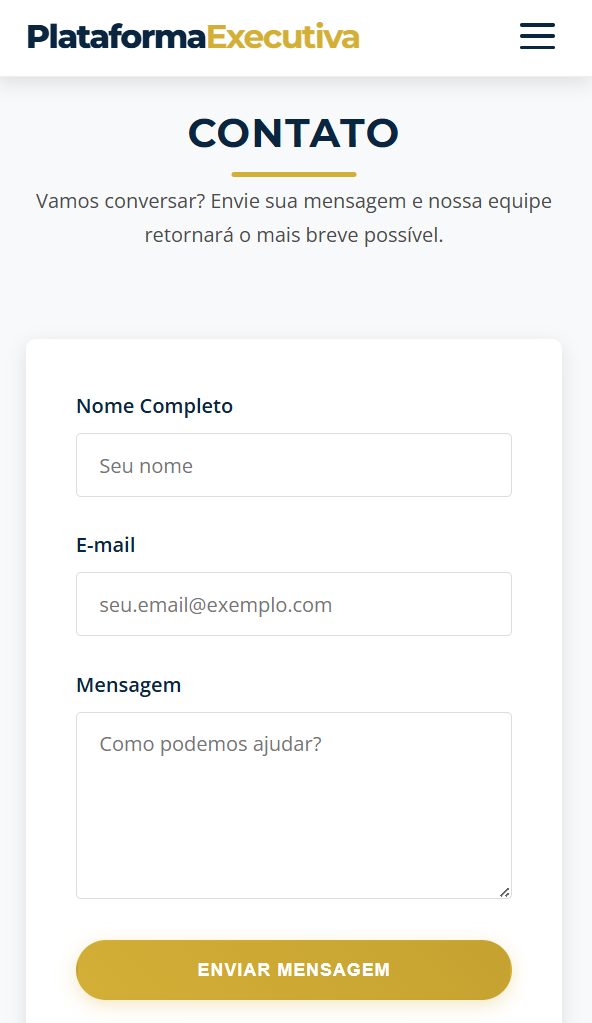 PlataformaExecutiva
CONTATO
Vamos conversar? Envie sua mensagem e nossa equipe
retornará o mais breve possível.
Nome Completo
Seu nome
E-mail
seu.email@exemplo.com
Mensagem
Como podemos ajudar?
ENVIAR MENSAGEM